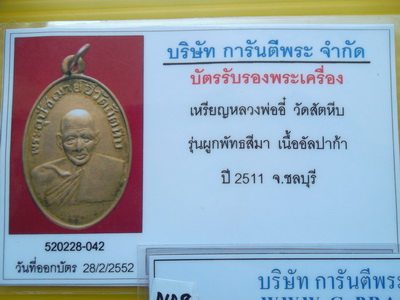 บริษัท การันตีพระ จำกัด
บัตรรับรองพระเครื่อง
เหรียญหลวงพ่ออี๋ วัดสัตหีบ
รุ่นผูกพัทธสีมา เนื้ออัลปาก้า
ปี 2511 จ.ชลบุรี
520228-042
วันที่ออกบัตร 28/2/2552
บริษัท การันตีพระ